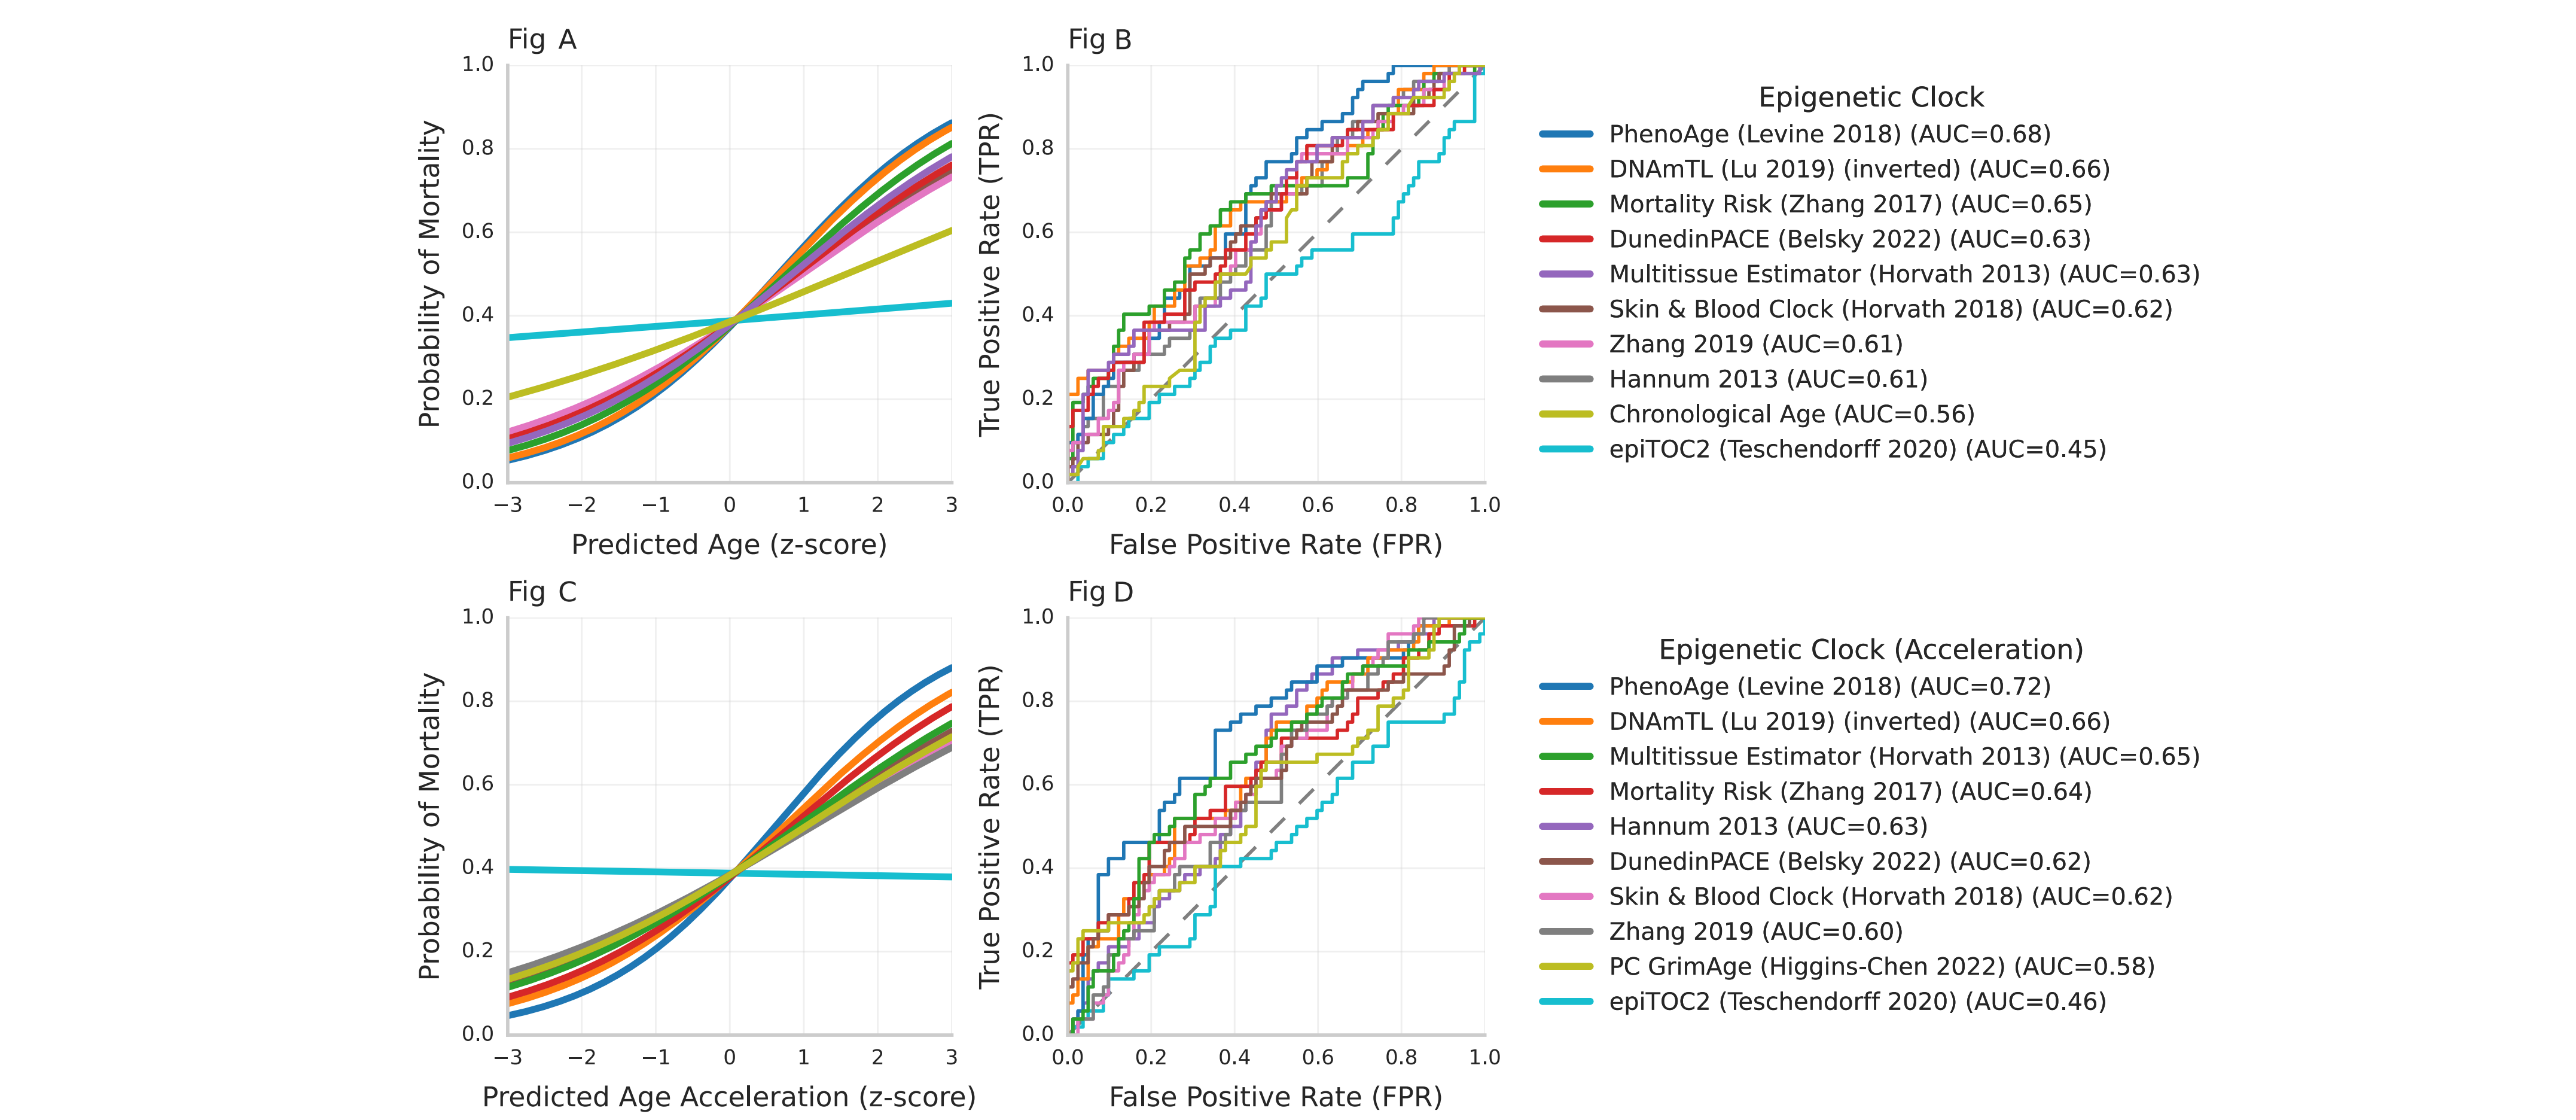 Fig A
1.0
0.8
0.6
0.4
0.2
0.0
Probability of Mortality
−3 −2 −1 0 1 2 3
Predicted Age (z-score)
Fig B
1.0
0.8
0.6
0.4
0.2
0.0
True Positive Rate (TPR)
0.0 0.2 0.4 0.6 0.8 1.0
False Positive Rate (FPR)
Epigenetic Clock
PhenoAge (Levine 2018) (AUC=0.68)
DNAmTL (Lu 2019) (inverted) (AUC=0.66)
Mortality Risk (Zhang 2017) (AUC=0.65)
DunedinPACE (Belsky 2022) (AUC=0.63)
Multitissue Estimator (Horvath 2013) (AUC=0.63)
Skin & Blood Clock (Horvath 2018) (AUC=0.62)
Zhang 2019 (AUC=0.61)
Hannum 2013 (AUC=0.61)
Chronological Age (AUC=0.56)
epiTOC2 (Teschendorff 2020) (AUC=0.45)
Fig C
1.0
0.8
0.6
0.4
0.2
0.0
Probability of Mortality
−3 −2 −1 0 1 2 3
Predicted Age Acceleration (z-score)
Fig D
1.0
0.8
0.6
0.4
0.2
0.0
True Positive Rate (TPR)
0.0 0.2 0.4 0.6 0.8 1.0
False Positive Rate (FPR)
Epigenetic Clock (Acceleration)
PhenoAge (Levine 2018) (AUC=0.72)
DNAmTL (Lu 2019) (inverted) (AUC=0.66)
Multitissue Estimator (Horvath 2013) (AUC=0.65)
Mortality Risk (Zhang 2017) (AUC=0.64)
Hannum 2013 (AUC=0.63)
DunedinPACE (Belsky 2022) (AUC=0.62)
Skin & Blood Clock (Horvath 2018) (AUC=0.62)
Zhang 2019 (AUC=0.60)
PC GrimAge (Higgins-Chen 2022) (AUC=0.58)
epiTOC2 (Teschendorff 2020) (AUC=0.46)